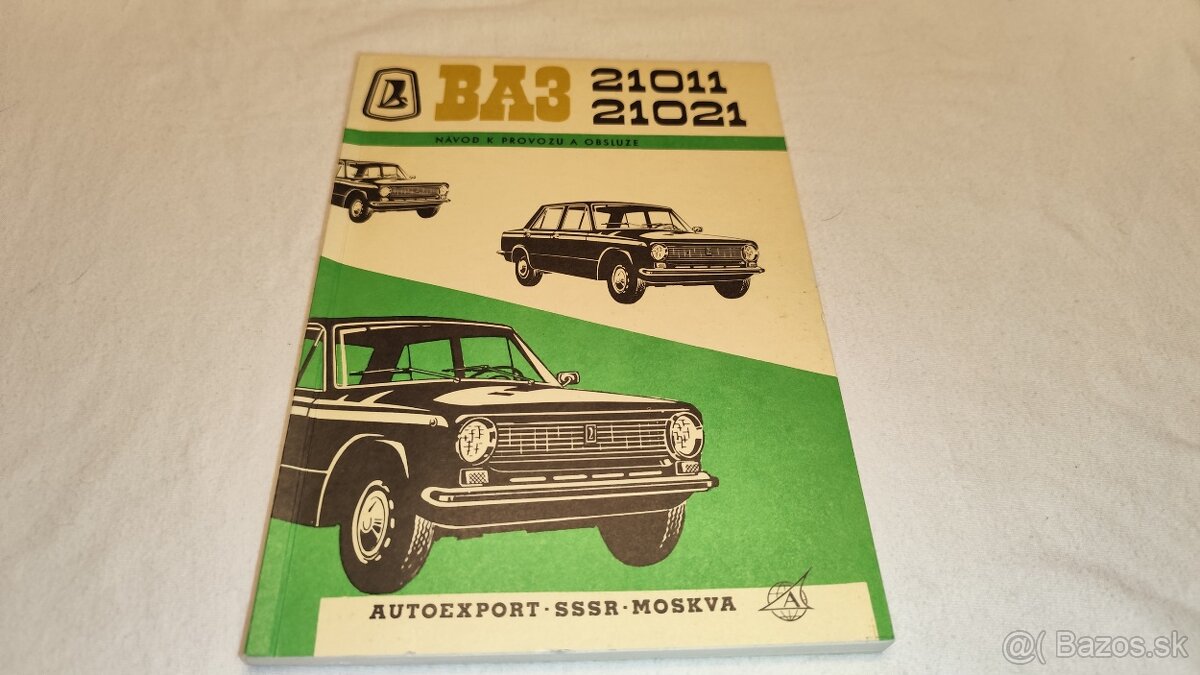 ВАЗ 21011
21021
NÁVOD K PROVOZU A OBSLUZE
AUTOEXPORT · SSSR · MOSKVA
A
@( Bazos.sk